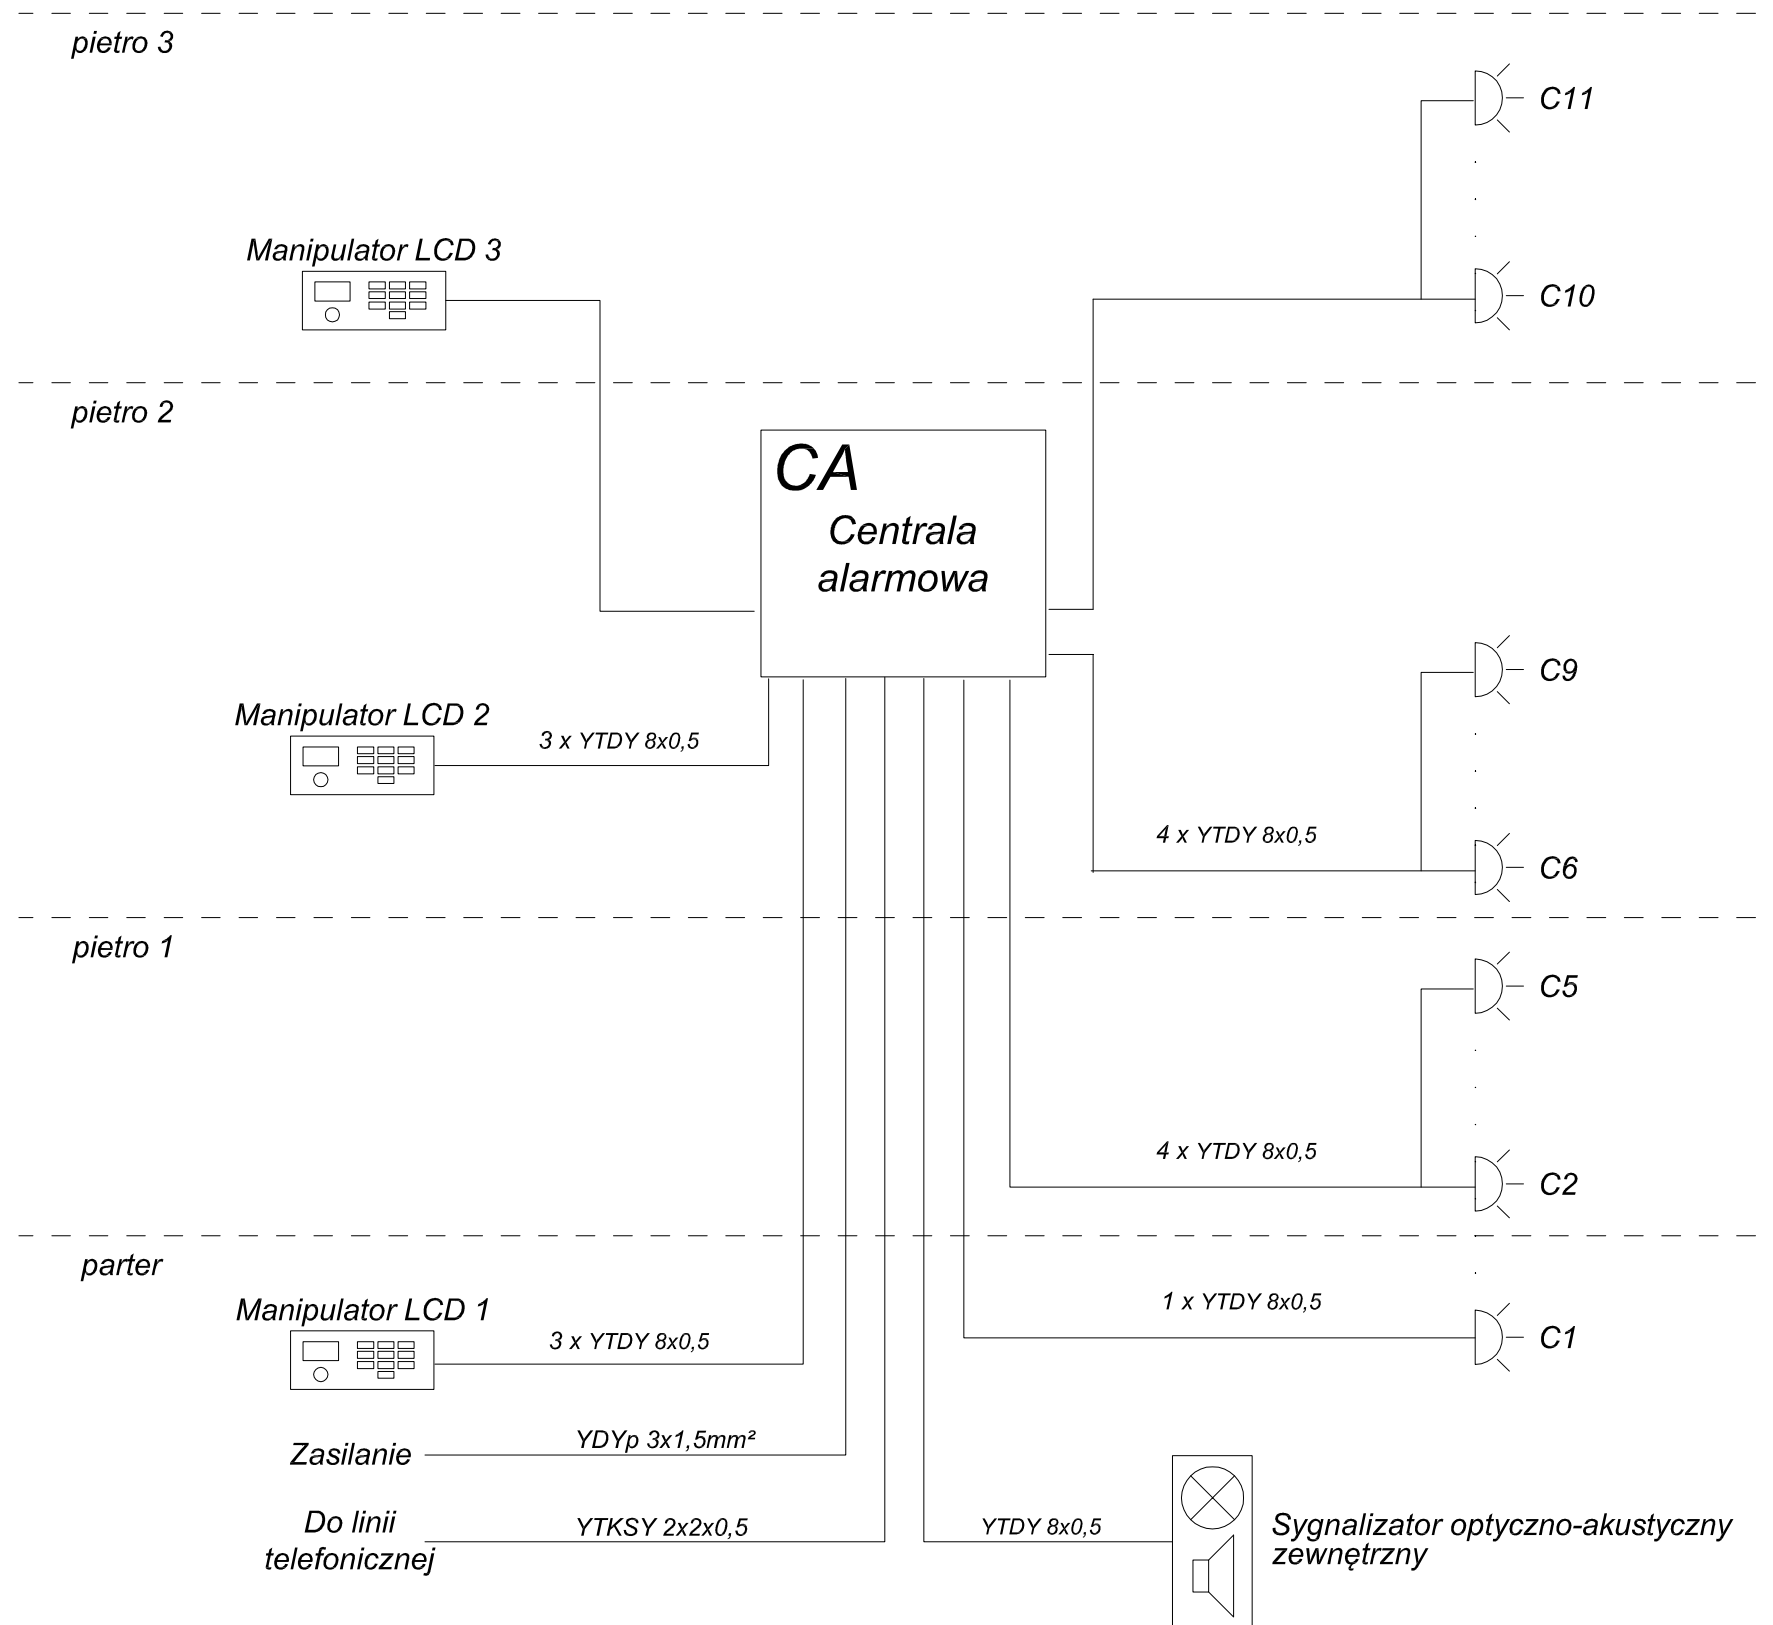 pietro 3
C11
Manipulator LCD 3
C10
pietro 2
CA
Centrala
alarmowa
C9
Manipulator LCD 2
3 x YTDY 8x0,5
4 x YTDY 8x0,5
C6
pietro 1
C5
4 x YTDY 8x0,5
C2
parter
Manipulator LCD 1
1 x YTDY 8x0,5
3 x YTDY 8x0,5
C1
YDYp 3x1,5mm²
Zasilanie
Do linii
telefonicznej
YTKSY 2x2x0,5
YTDY 8x0,5
Sygnalizator optyczno-akustyczny
zewnętrzny